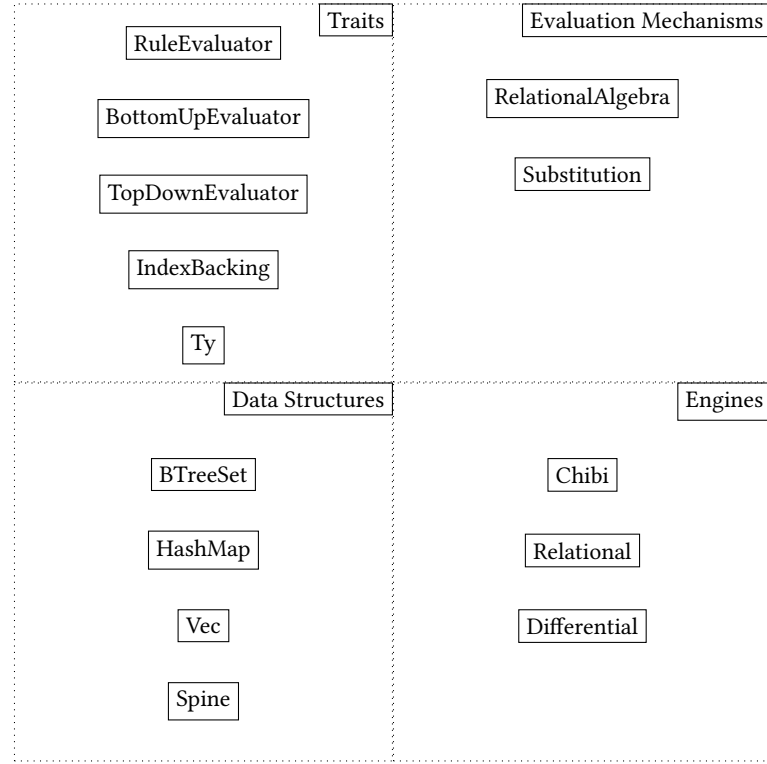 Traits
RuleEvaluator
BottomUpEvaluator
TopDownEvaluator
IndexBacking
Ty
Evaluation Mechanisms
RelationalAlgebra
Substitution
Data Structures
BTreeSet
HashMap
Vec
Spine
Engines
Chibi
Relational
Differential